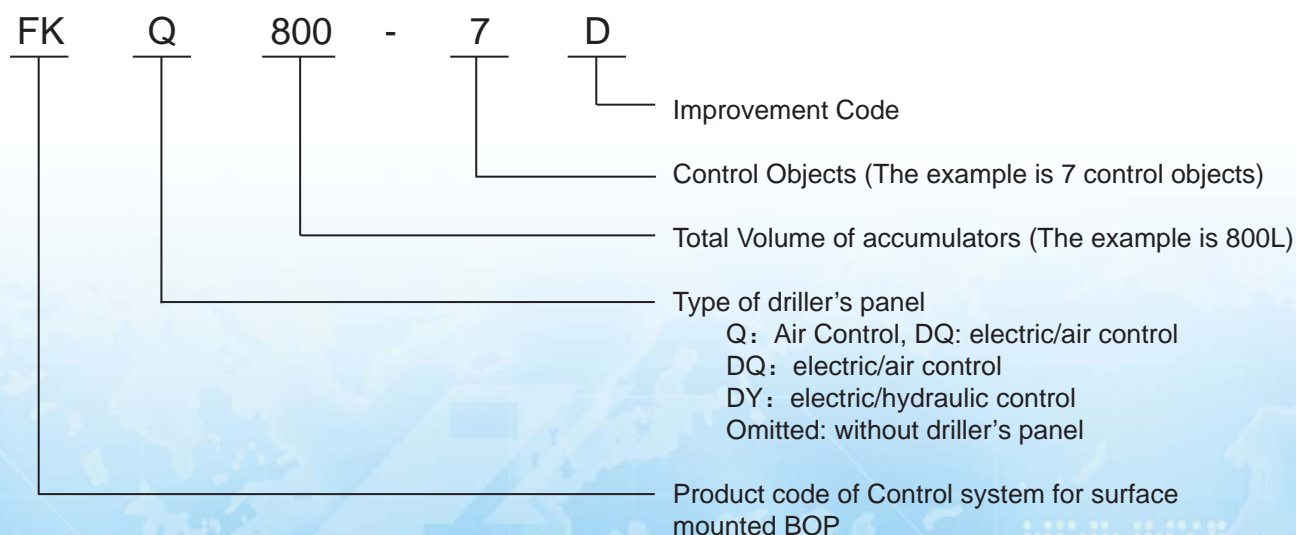 FK Q 800 - 7 D
Improvement Code
Control Objects (The example is 7 control objects)
Total Volume of accumulators (The example is 800L)
Type of driller's panel
Q：Air Control, DQ: electric/air control
DQ：electric/air control
DY：electric/hydraulic control
Omitted: without driller's panel
Product code of Control system for surface
mounted BOP